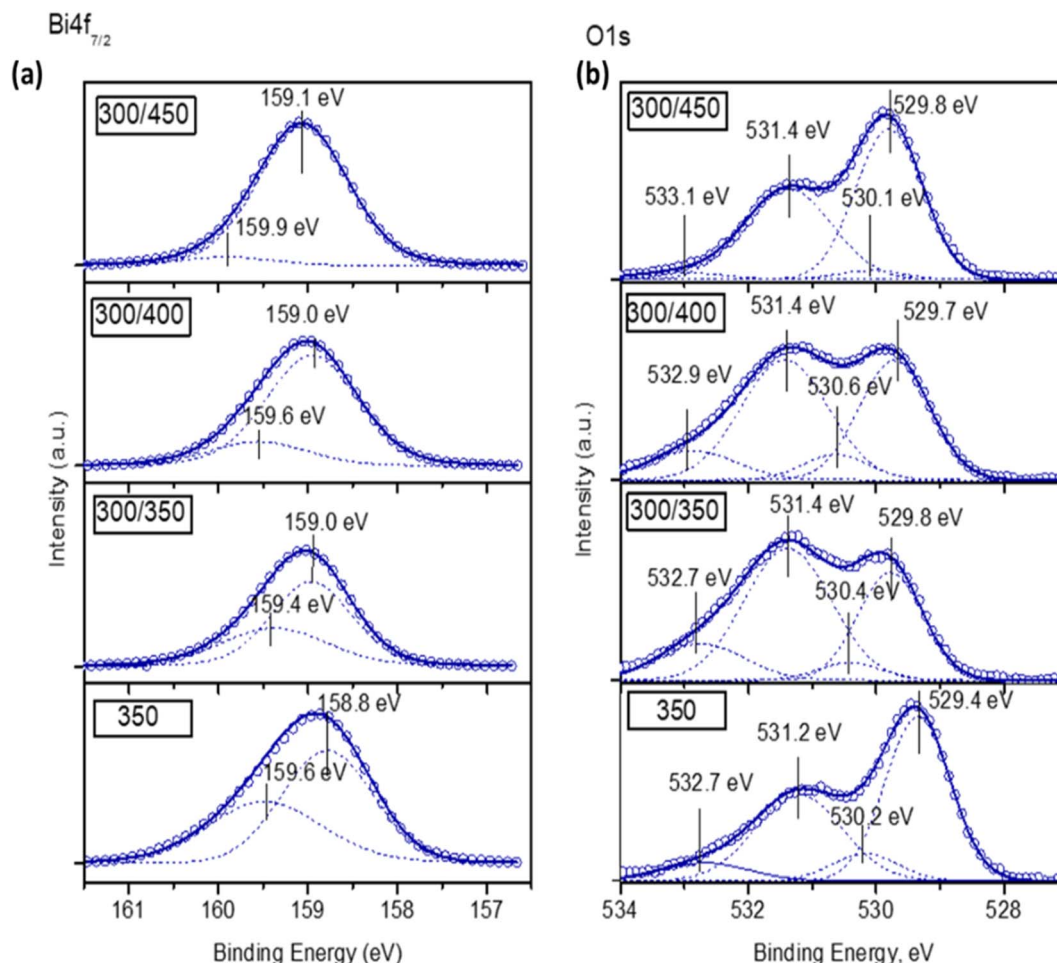 Bi4f7/2
(a)
300/450
159.1 eV
159.9 eV
300/400
159.0 eV
159.6 eV
300/350
159.0 eV
159.4 eV
350
158.8 eV
159.6 eV
Intensity (a.u.)
161 160 159 158 157
Binding Energy (eV)
O1s
(b)
300/450
529.8 eV
531.4 eV
533.1 eV
530.1 eV
300/400
531.4 eV
529.7 eV
532.9 eV
530.6 eV
300/350
531.4 eV
529.8 eV
532.7 eV
530.4 eV
350
529.4 eV
531.2 eV
532.7 eV
530.2 eV
Intensity (a.u.)
534 532 530 528
Binding Energy, eV